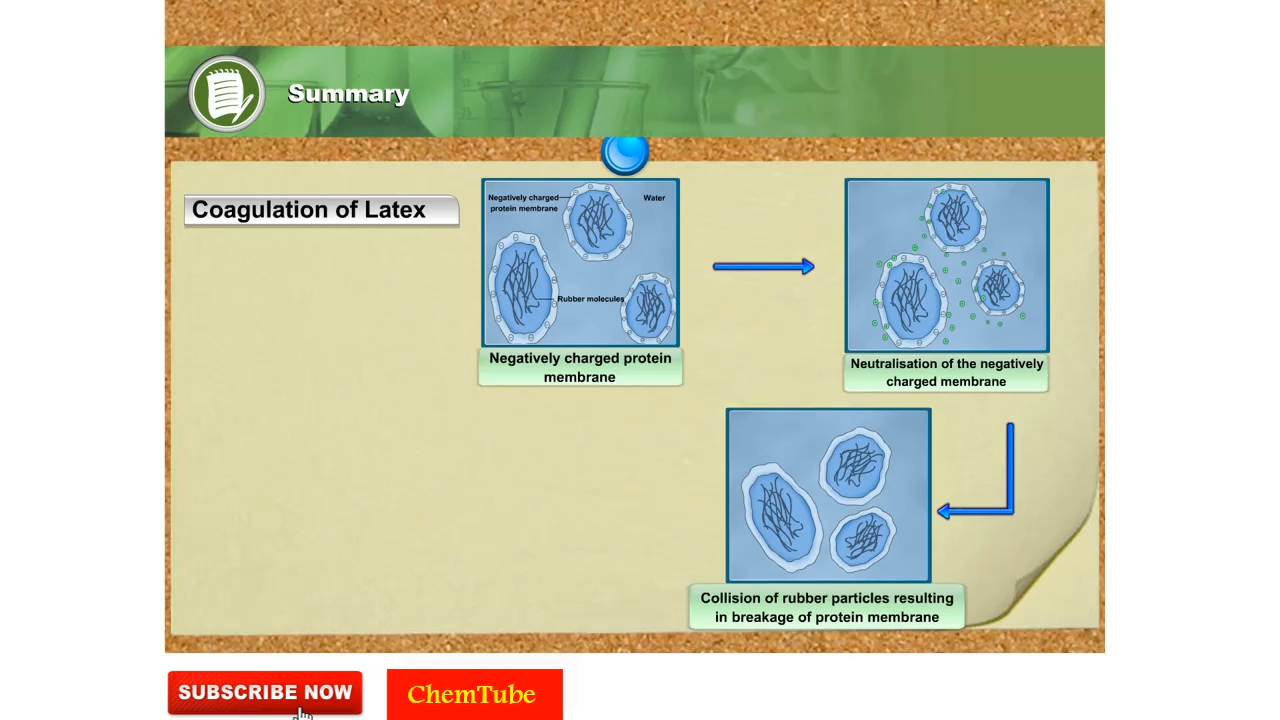 Summary
Coagulation of Latex
Negatively charged
protein membrane
Water
Rubber molecules
Negatively charged protein
membrane
Neutralisation of the negatively
charged membrane
Collision of rubber particles resulting
in breakage of protein membrane
SUBSCRIBE NOW
ChemTube